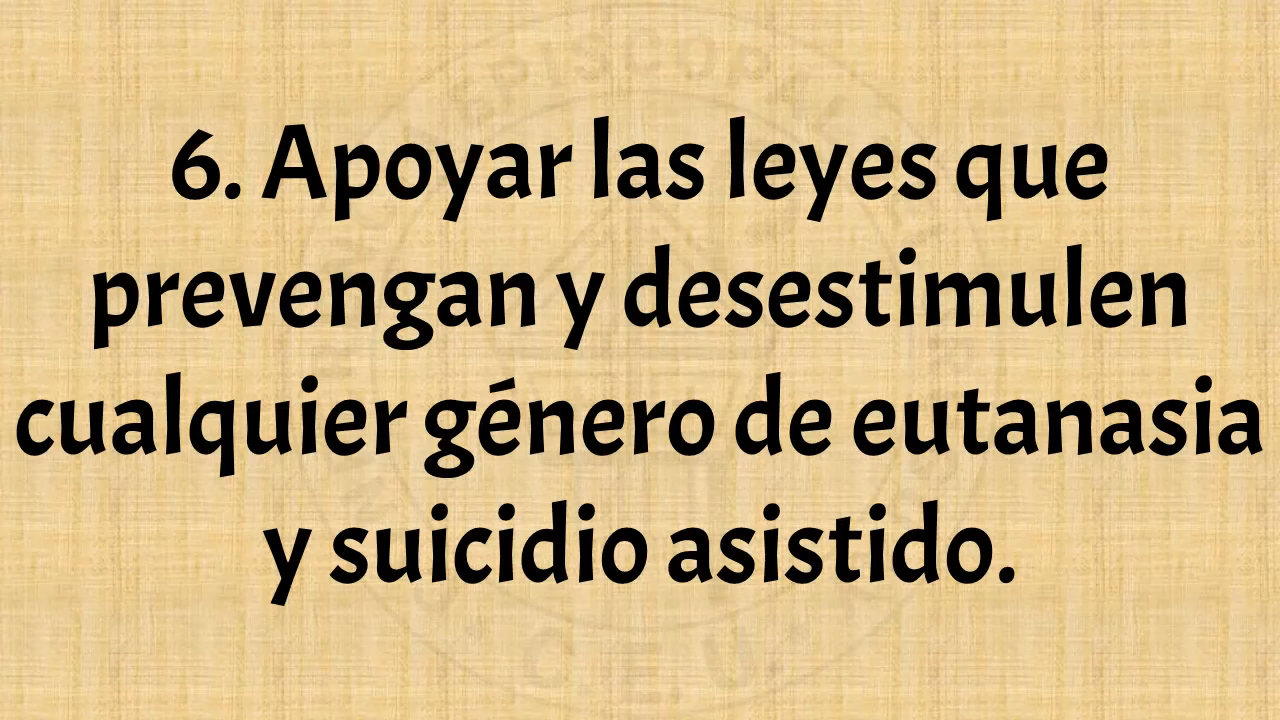 6. Apoyar las leyes que
prevengan y desestimulen
cualquier género de eutanasia
y suicidio asistido.
C. E. U.